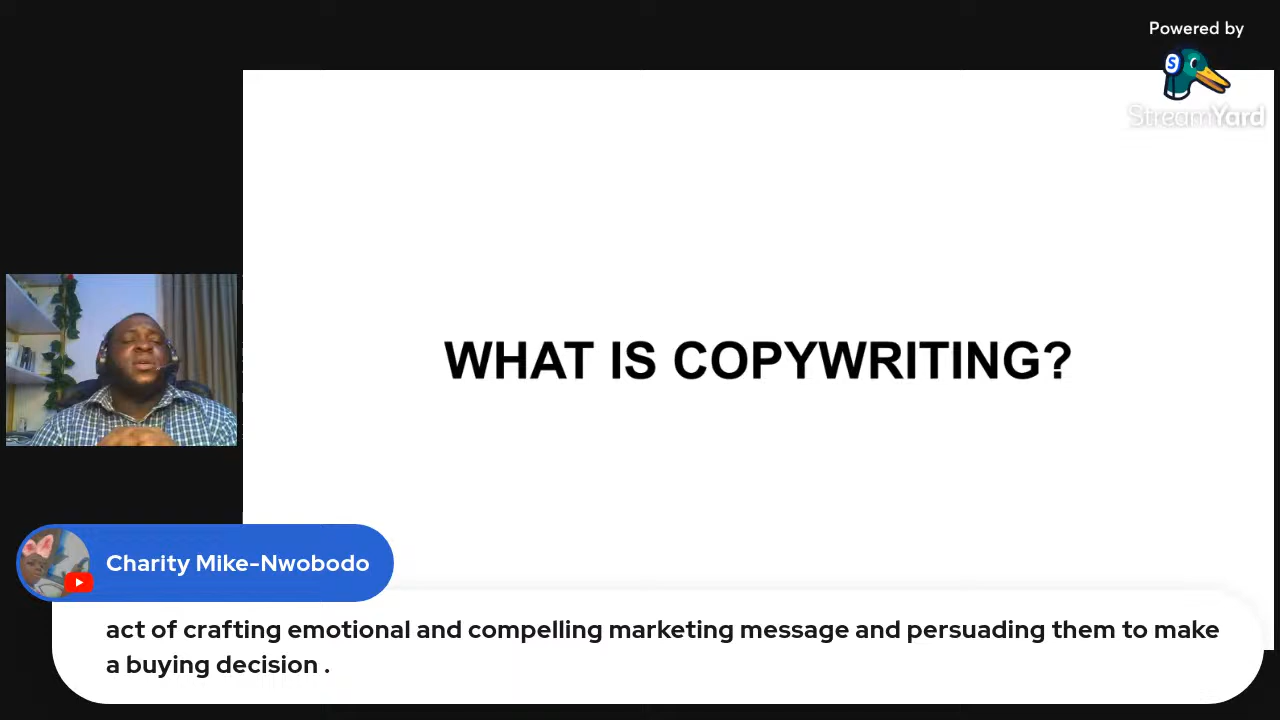 Powered by
StreamYard
WHAT IS COPYWRITING?
Charity Mike-Nwobodo
act of crafting emotional and compelling marketing message and persuading them to make
a buying decision .